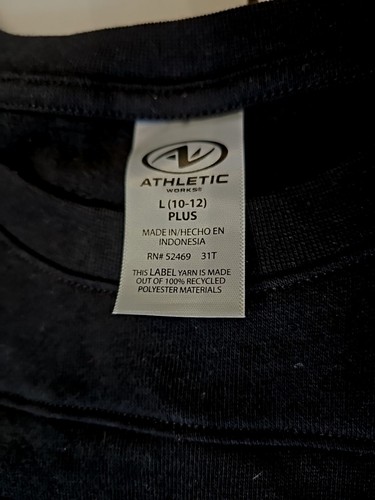 ATHLETIC
WORKS®
L (10-12)
PLUS
MADE IN/HECHO EN
INDONESIA
RN# 52469 31T
THIS LABEL YARN IS MADE
OUT OF 100% RECYCLED
POLYESTER MATERIALS